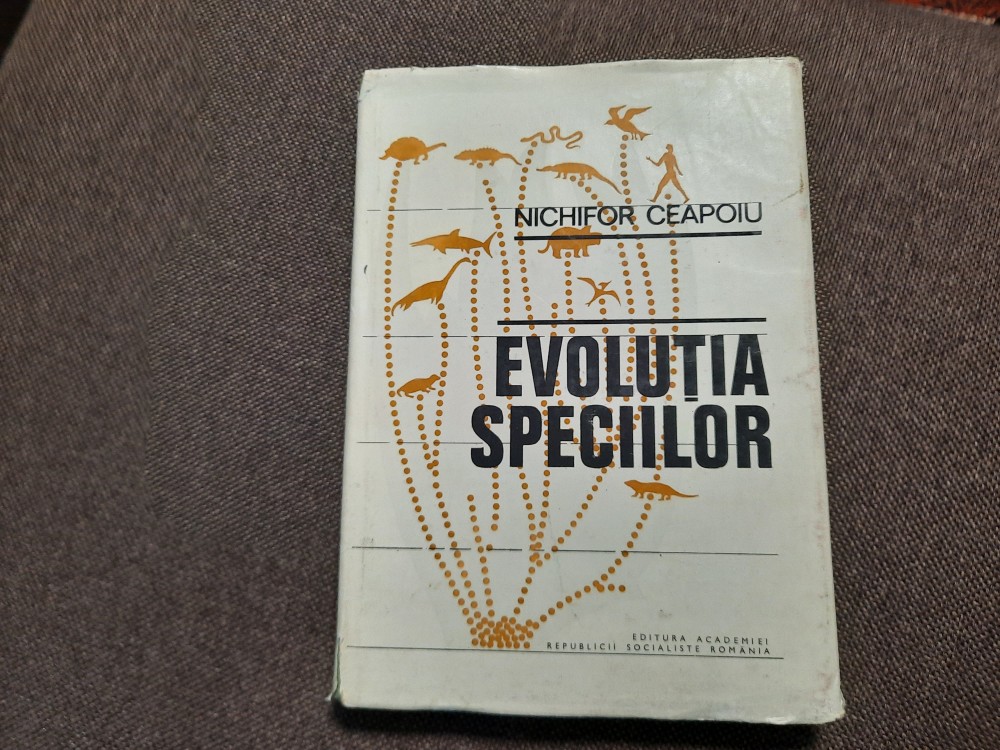 NICHIFOR CEAPOIU
EVOLUȚIA
SPECIILOR
EDITURA ACADEMIEI
REPUBLICII SOCIALISTE ROMÂNIA